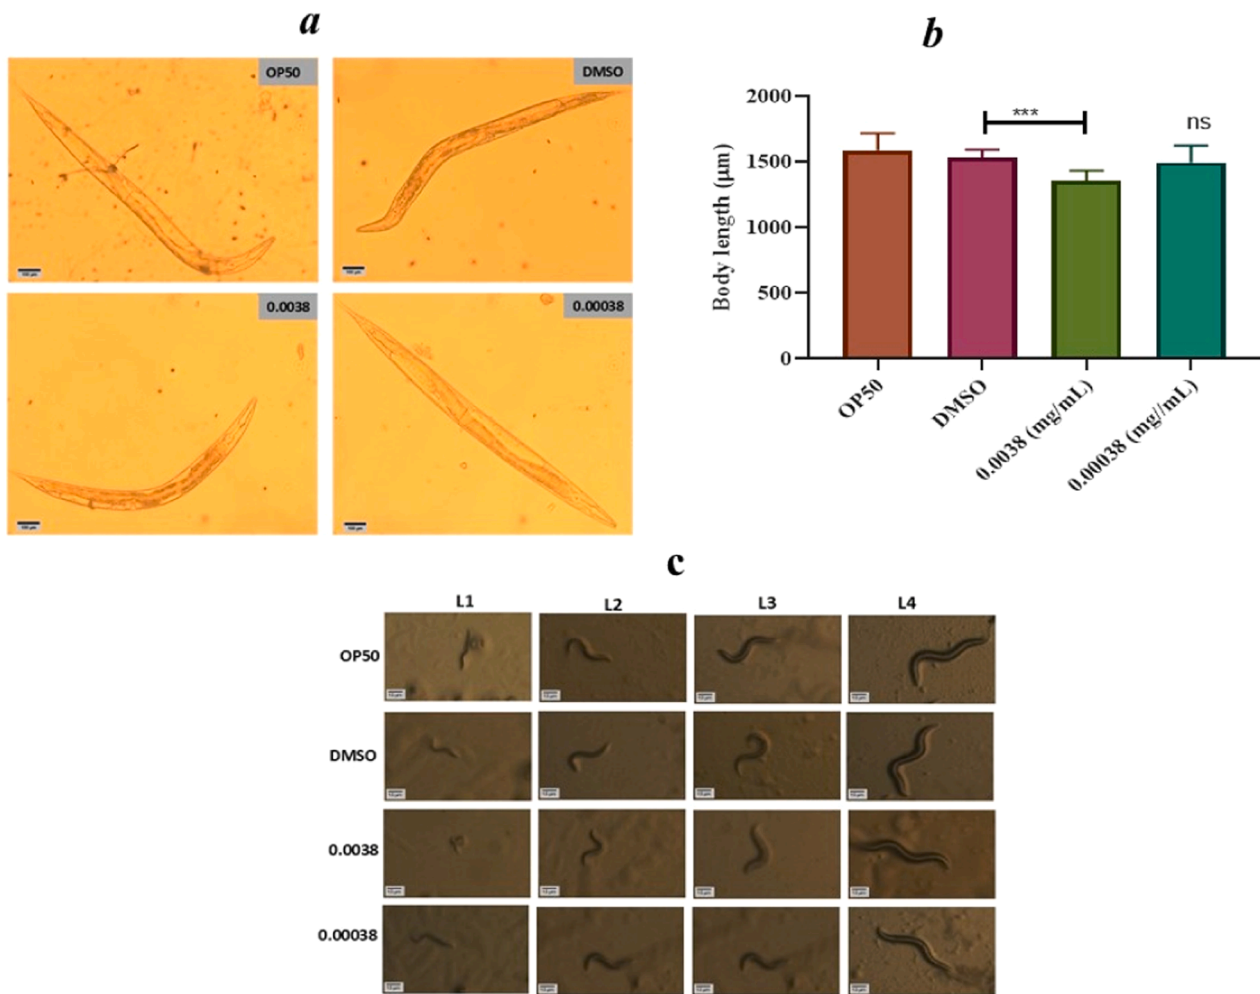 a
OP50
DMSO
0.0038
0.00038
b
Body length (µm)
2000
1500
1000
500
0
***
ns
OP50
DMSO
0.0038 (mg/mL)
0.00038 (mg//mL)
c
L1
L2
L3
L4
OP50
DMSO
0.0038
0.00038